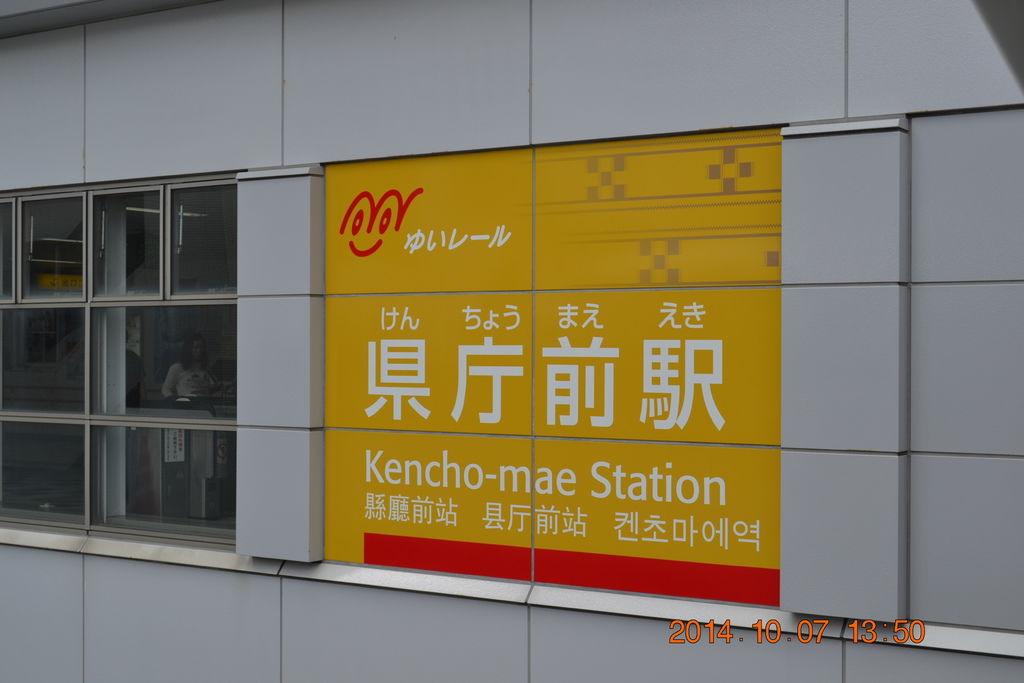 ゆいレール
けん ちょう まえ えき
県庁前駅
Kencho-mae Station
縣廳前站 县厅前站 켄초마에역
2014.10.07 13:50